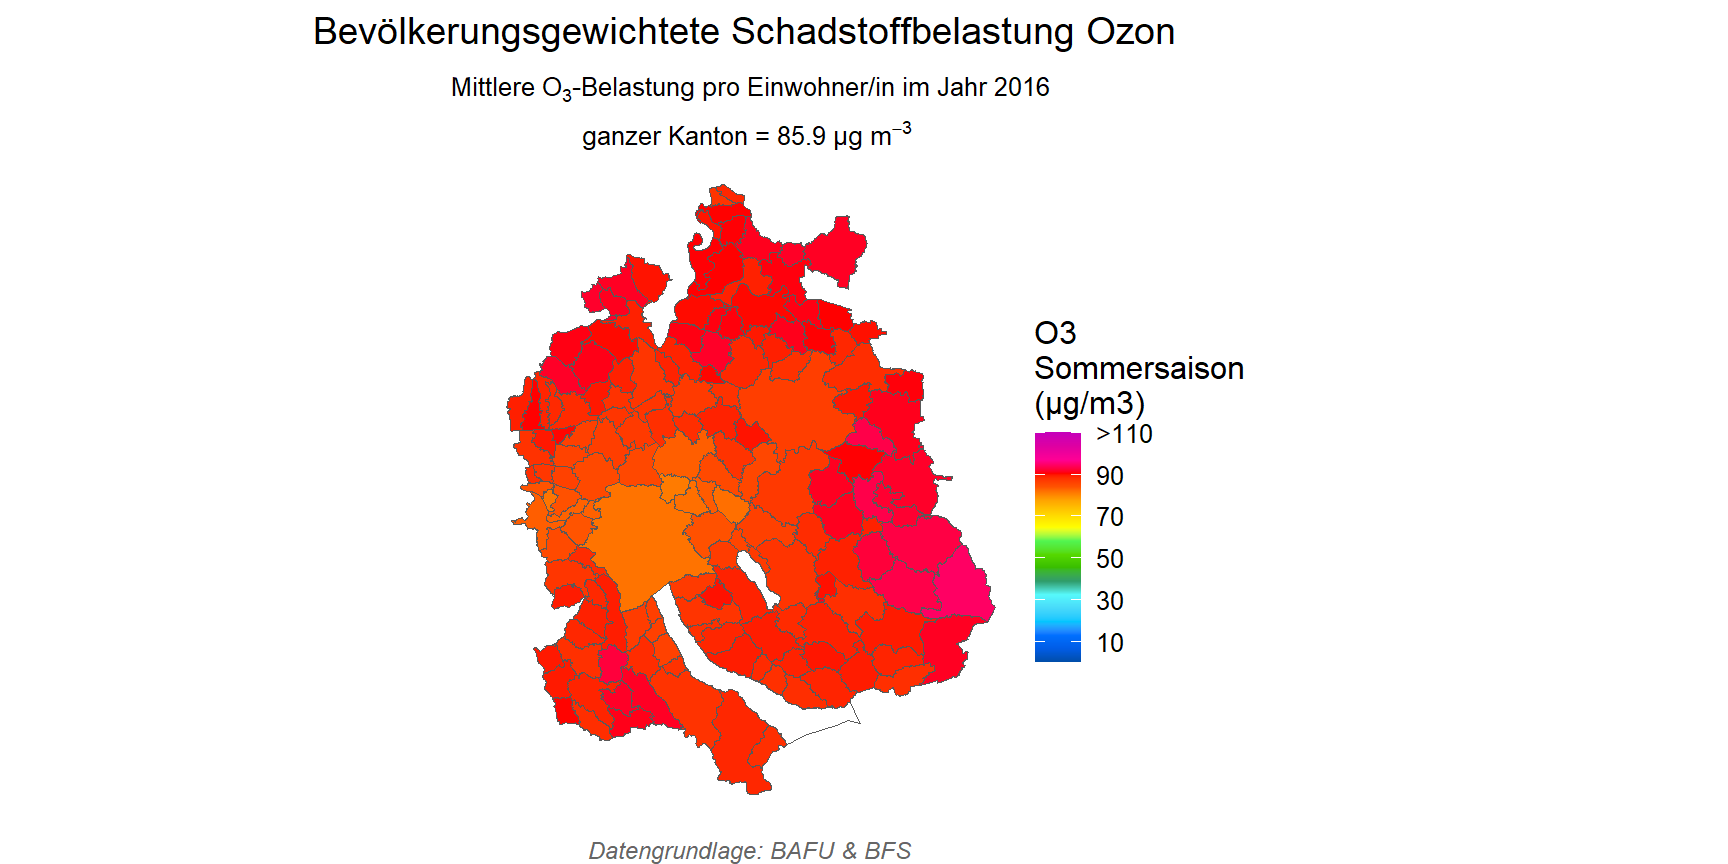 Bevölkerungsgewichtete Schadstoffbelastung Ozon
Mittlere O₃-Belastung pro Einwohner/in im Jahr 2016
ganzer Kanton = 85.9 µg m⁻³
O3
Sommersaison
(µg/m3)
>110
90
70
50
30
10
Datengrundlage: BAFU & BFS